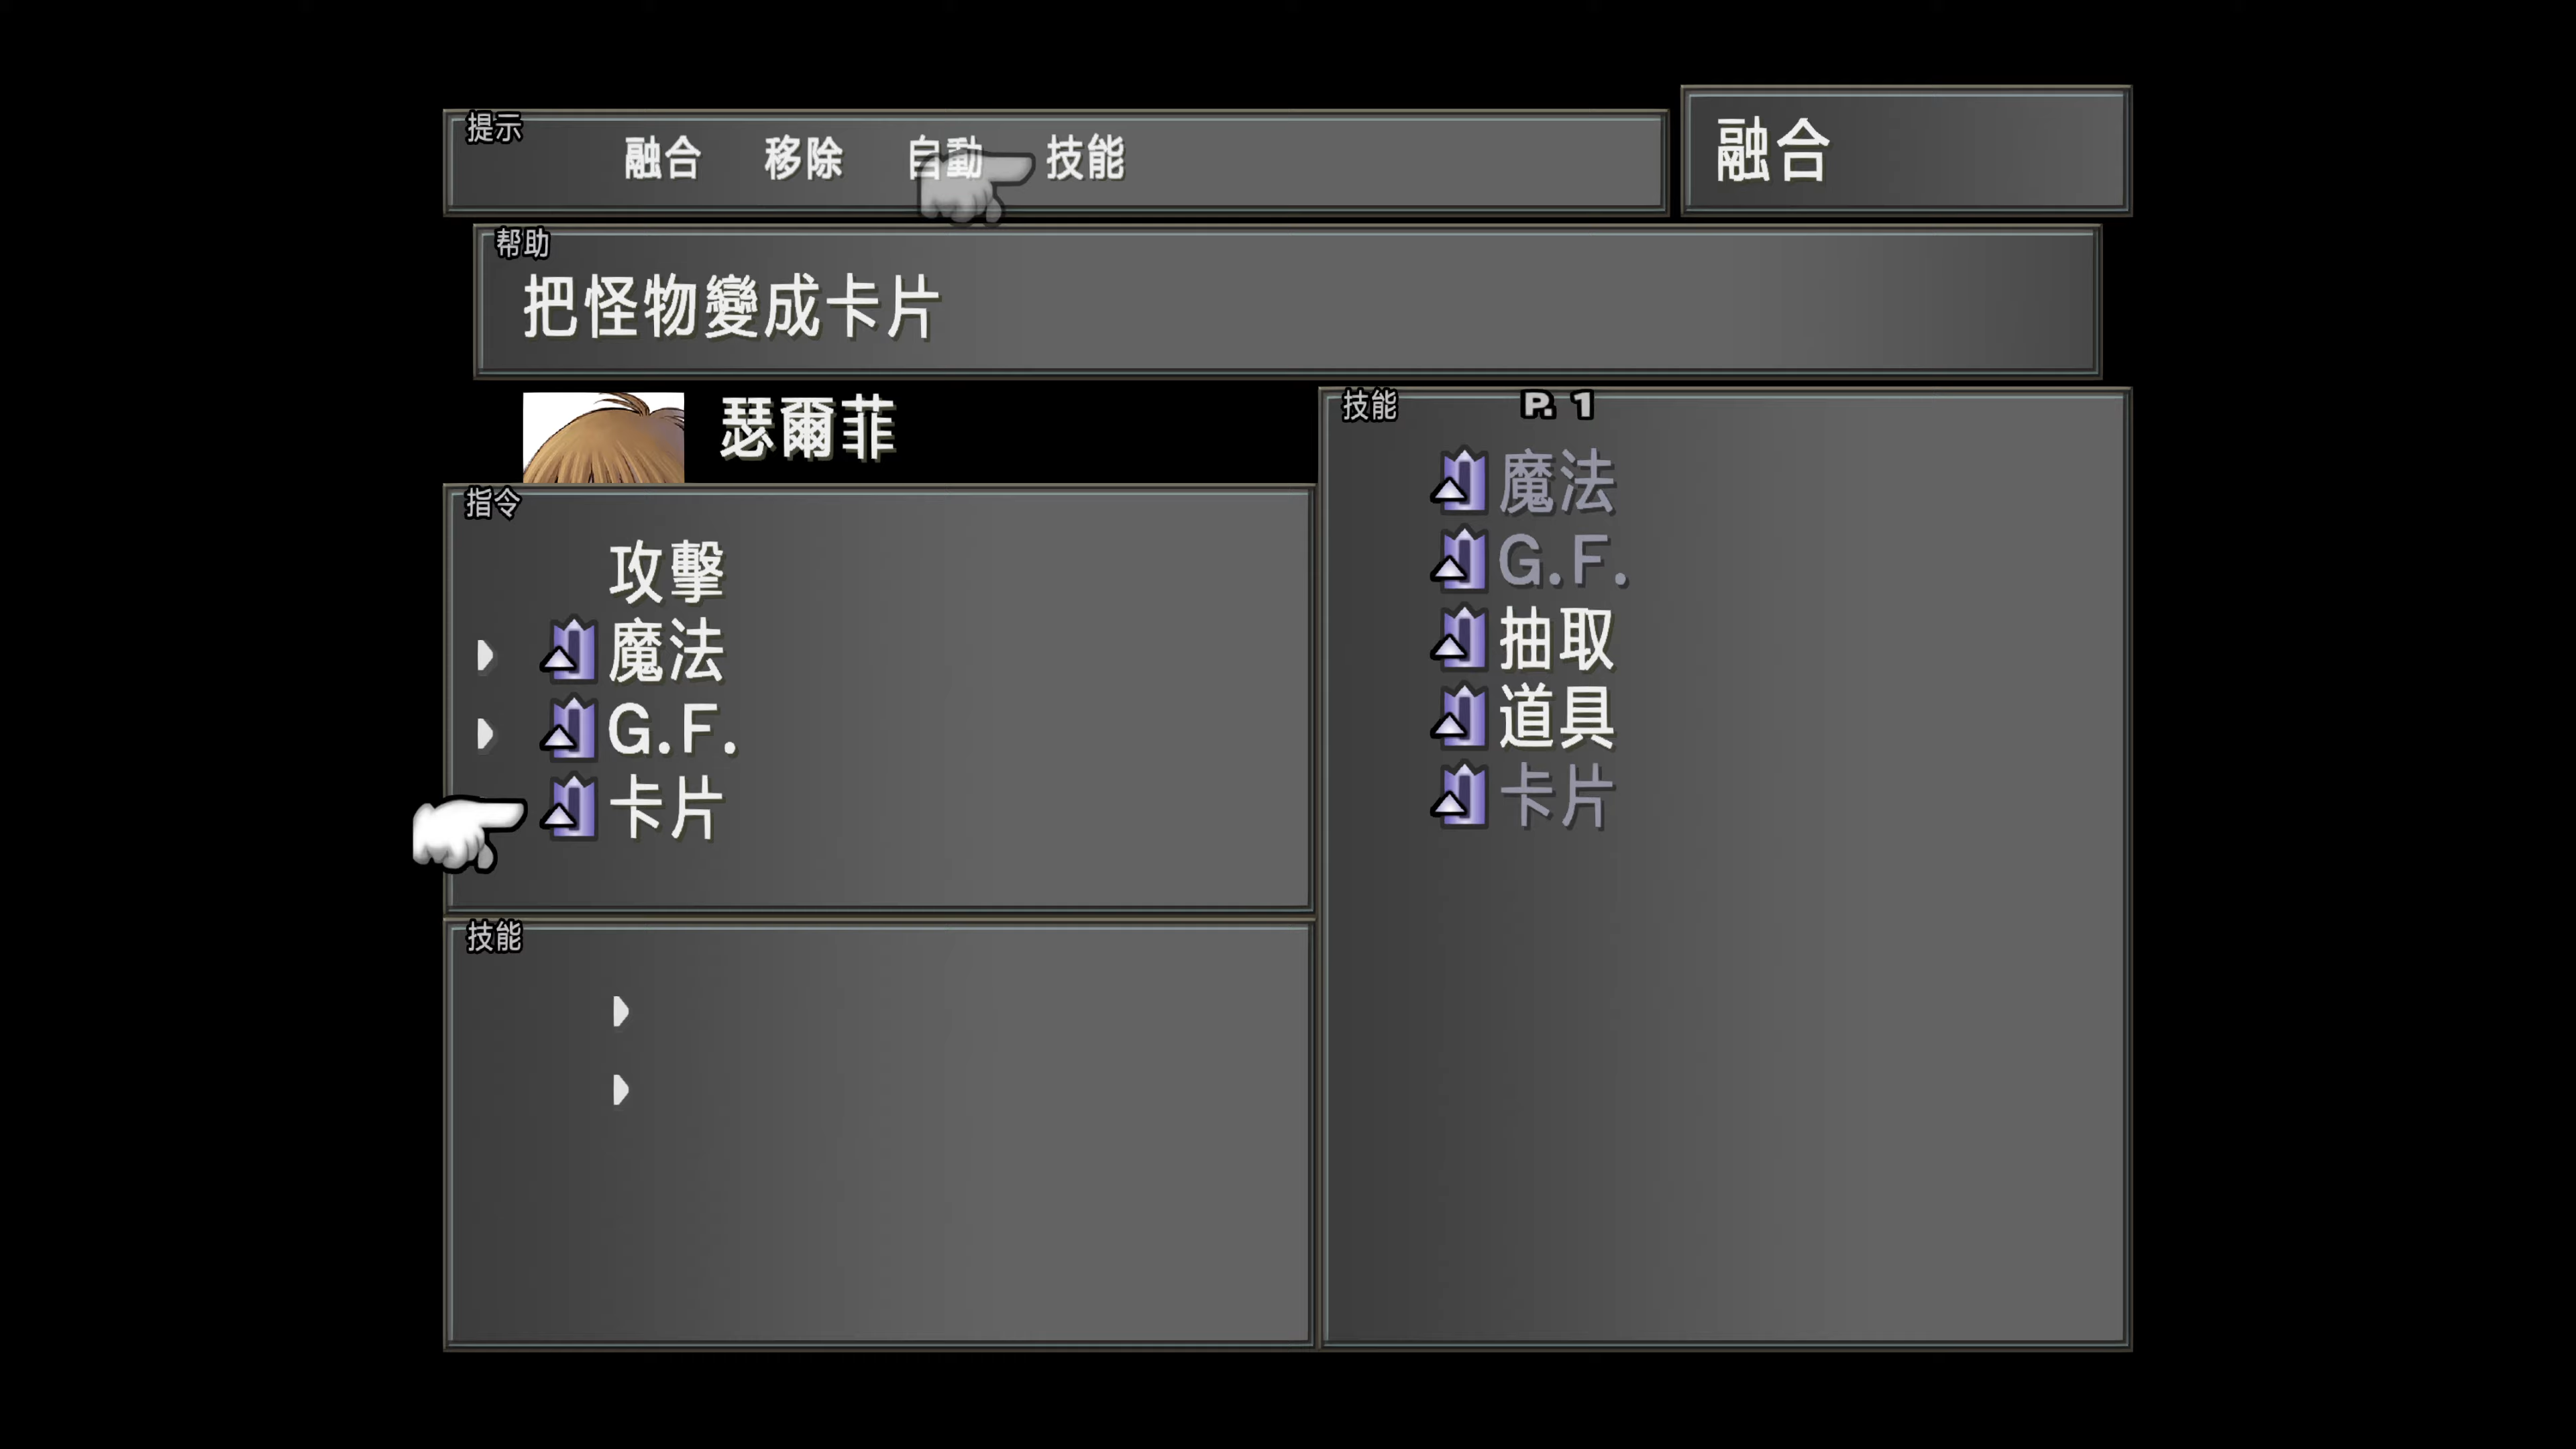 提示
融合 移除 自動 技能
融合
帮助
把怪物變成卡片
瑟爾菲
指令
攻擊
魔法
G.F.
卡片
技能
技能 P. 1
魔法
G.F.
抽取
道具
卡片